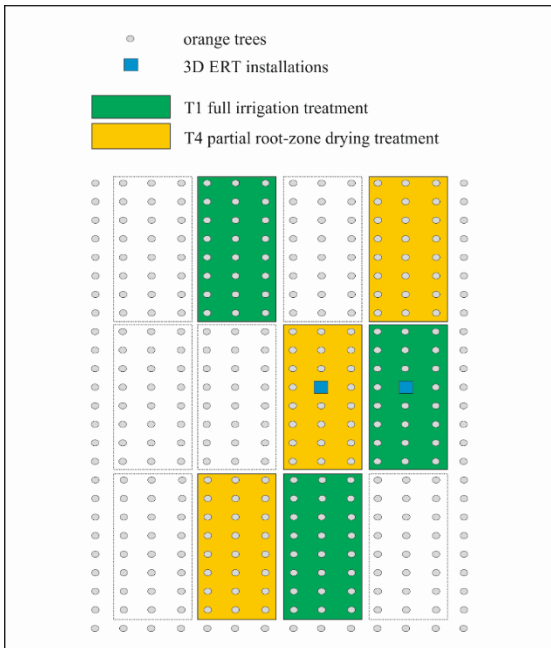 orange trees
3D ERT installations
T1 full irrigation treatment
T4 partial root-zone drying treatment